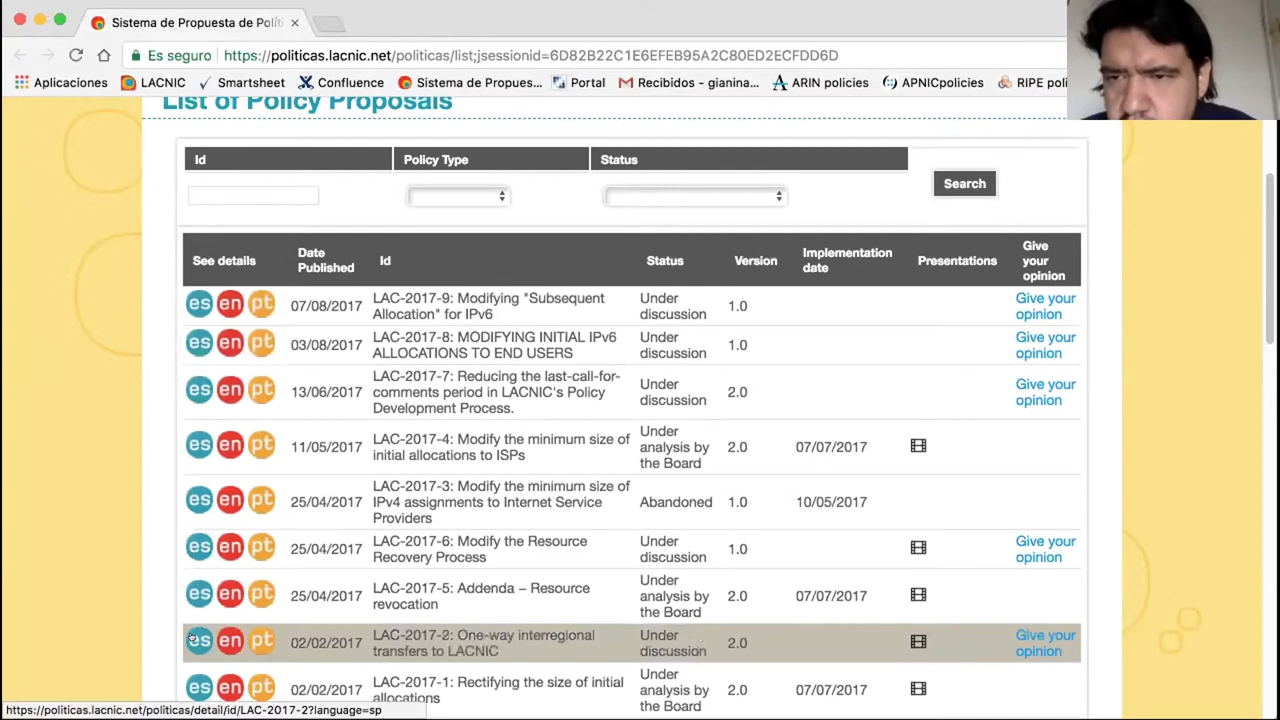 Sistema de Propuesta de Polít
Es seguro https://politicas.lacnic.net/politicas/list;jsessionid=6D82B22C1E6EFEB95A2C80ED2ECFDD6D
Aplicaciones LACNIC Smartsheet Confluence Sistema de Propues... Portal Recibidos - gianina... ARIN policies APNICpolicies RIPE poli
List of Policy Proposals
Id Policy Type Status
Search
See details Date Published Id Status Version Implementation date Presentations Give your opinion
es en pt 07/08/2017 LAC-2017-9: Modifying "Subsequent Under 1.0 Give your
Allocation" for IPv6 discussion opinion
es en pt 03/08/2017 LAC-2017-8: MODIFYING INITIAL IPv6 Under 1.0 Give your
ALLOCATIONS TO END USERS discussion opinion
es en pt 13/06/2017 LAC-2017-7: Reducing the last-call-for- Under 2.0 Give your
comments period in LACNIC's Policy discussion opinion
Development Process.
es en pt 11/05/2017 LAC-2017-4: Modify the minimum size of Under 2.0 07/07/2017
initial allocations to ISPs analysis by
the Board
es en pt 25/04/2017 LAC-2017-3: Modify the minimum size of Abandoned 1.0 10/05/2017
IPv4 assignments to Internet Service
Providers
es en pt 25/04/2017 LAC-2017-6: Modify the Resource Under 1.0 Give your
Recovery Process discussion opinion
es en pt 25/04/2017 LAC-2017-5: Addenda – Resource Under 2.0 07/07/2017
revocation analysis by
the Board
es en pt 02/02/2017 LAC-2017-2: One-way interregional Under 2.0 Give your
transfers to LACNIC discussion opinion
es en pt 02/02/2017 LAC-2017-1: Rectifying the size of initial Under 2.0 07/07/2017
allocations analysis by
the Board
https://politicas.lacnic.net/politicas/detail/id/LAC-2017-2?language=sp